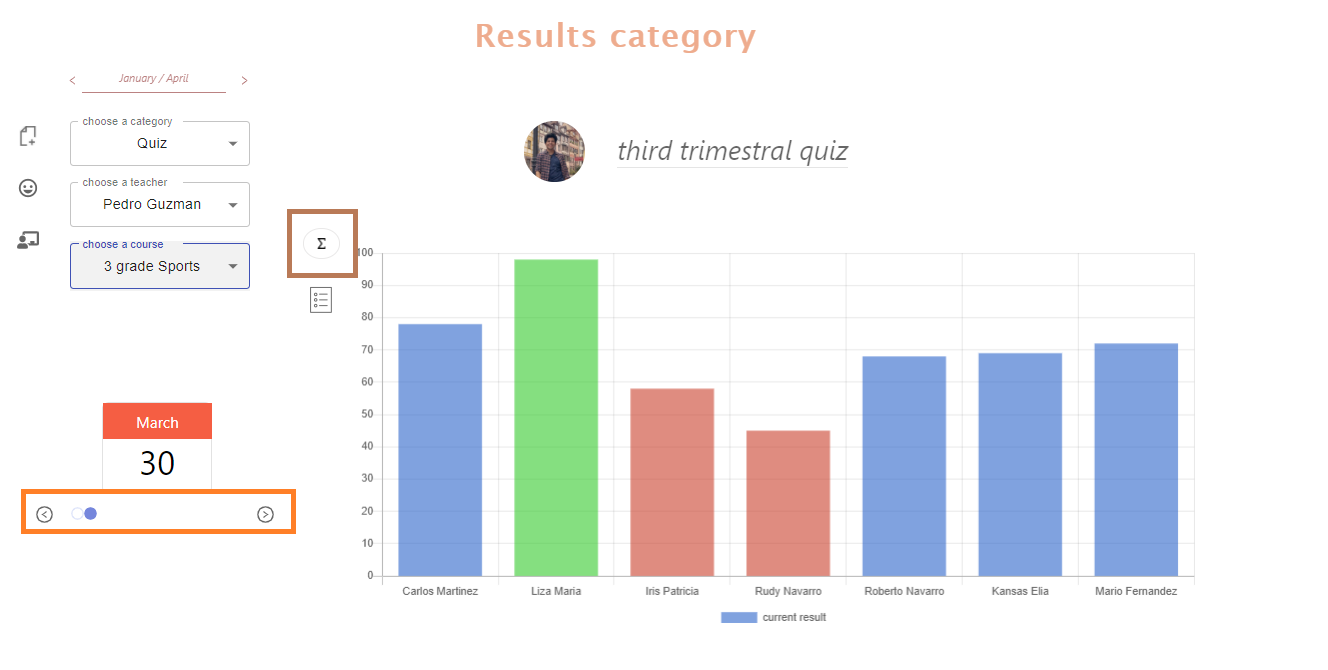 Results category
January / April
choose a category
Quiz
choose a teacher
Pedro Guzman
choose a course
3 grade Sports
third trimestral quiz
Σ
March
30
100
90
80
70
60
50
40
30
20
10
0
Carlos Martinez Liza Maria Iris Patricia Rudy Navarro Roberto Navarro Kansas Elia Mario Fernandez
current result